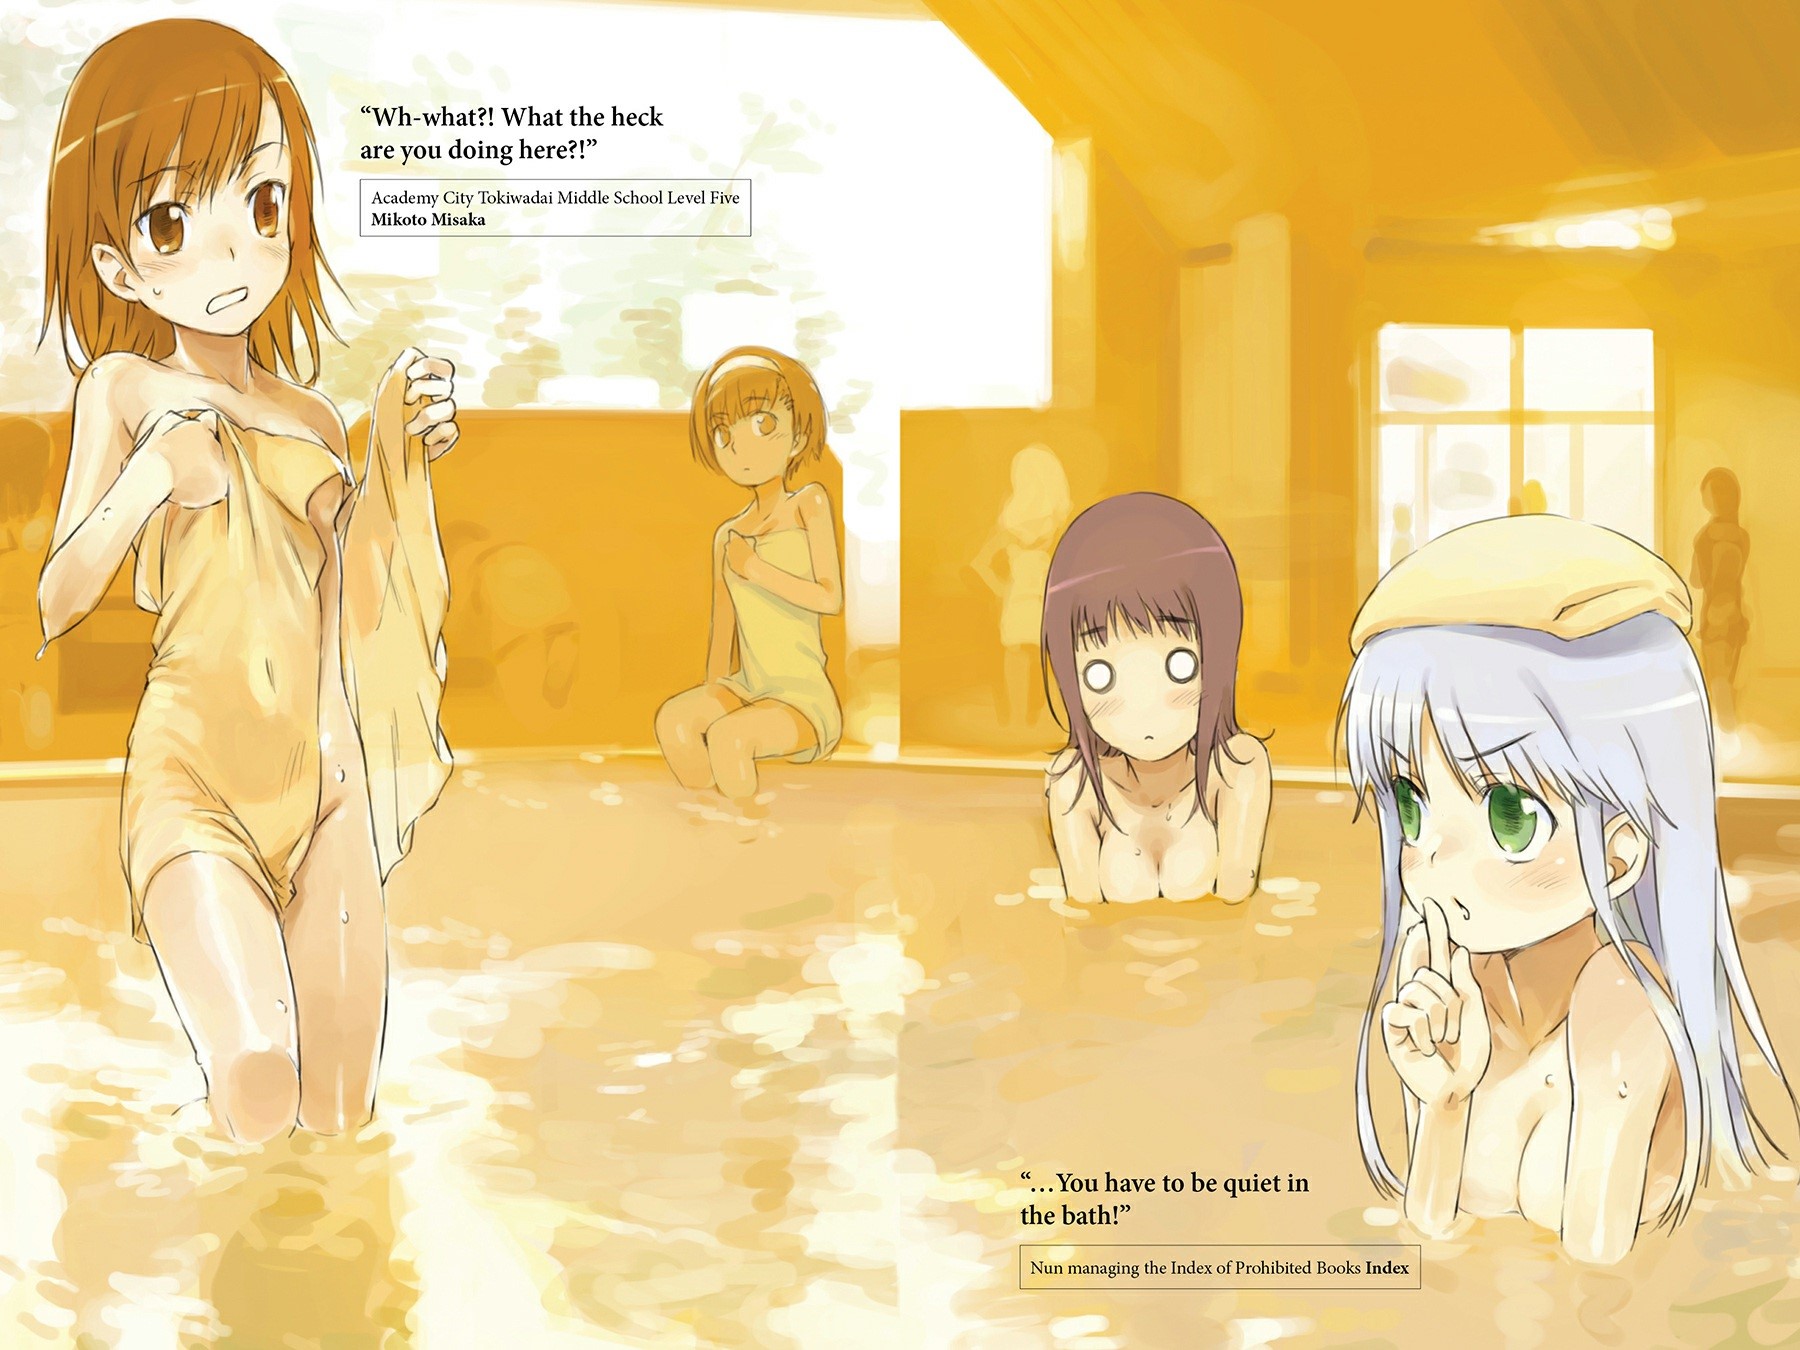 “Wh-what?! What the heck
are you doing here?!”
Academy City Tokiwadai Middle School Level Five
Mikoto Misaka
“…You have to be quiet in
the bath!”
Nun managing the Index of Prohibited Books Index